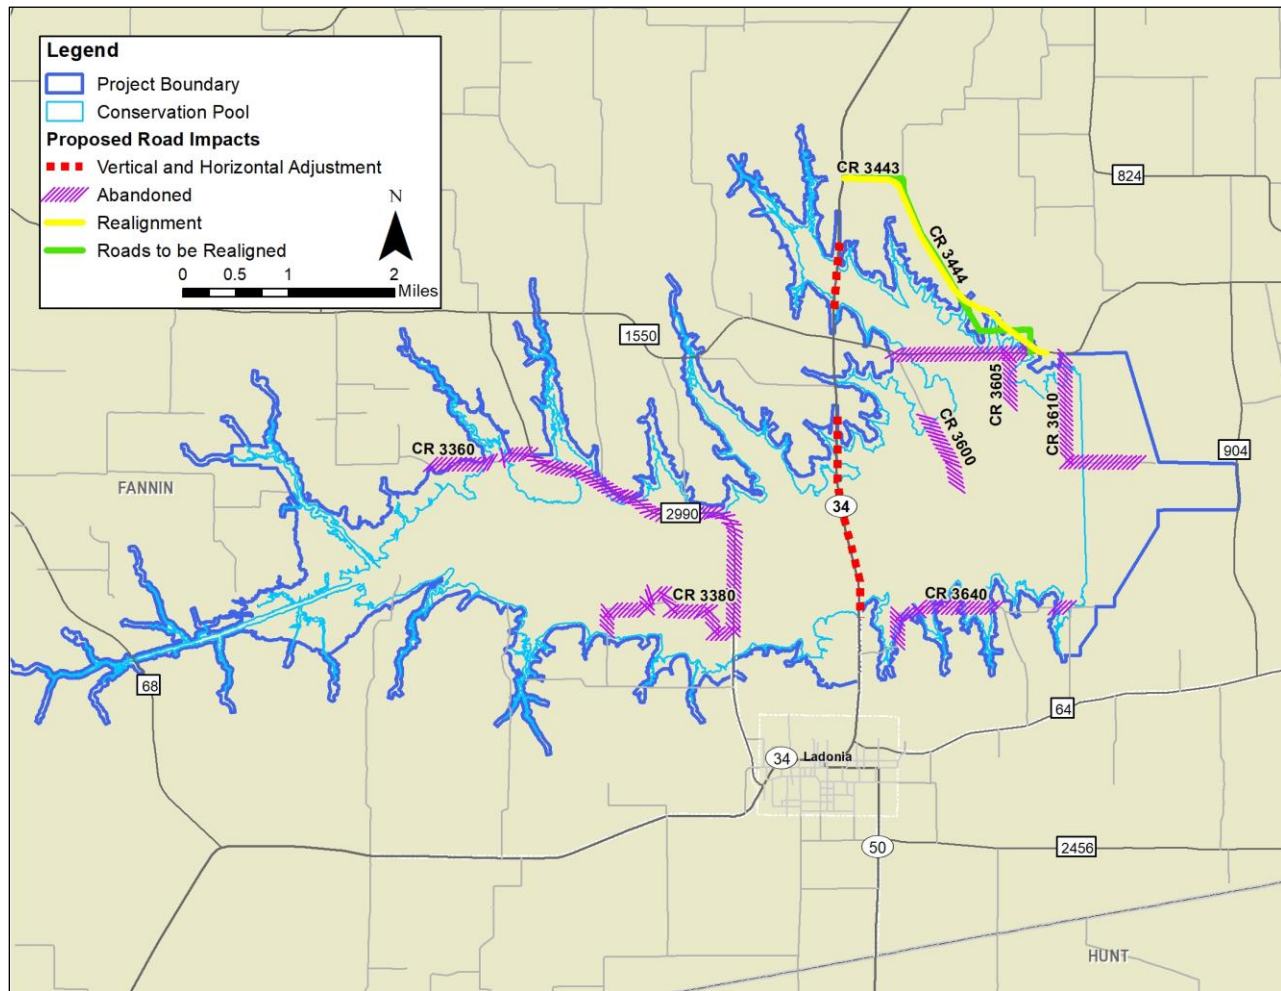 Legend
Project Boundary
Conservation Pool
Proposed Road Impacts
Vertical and Horizontal Adjustment
Abandoned
Realignment
Roads to be Realigned
N
0 0.5 1 2
Miles
CR 3443
824
CR 3444
1550
CR 3605
CR 3610
CR 3600
CR 3360
904
FANNIN
2990
34
CR 3380
CR 3640
68
64
34
Ladonia
50
2456
HUNT